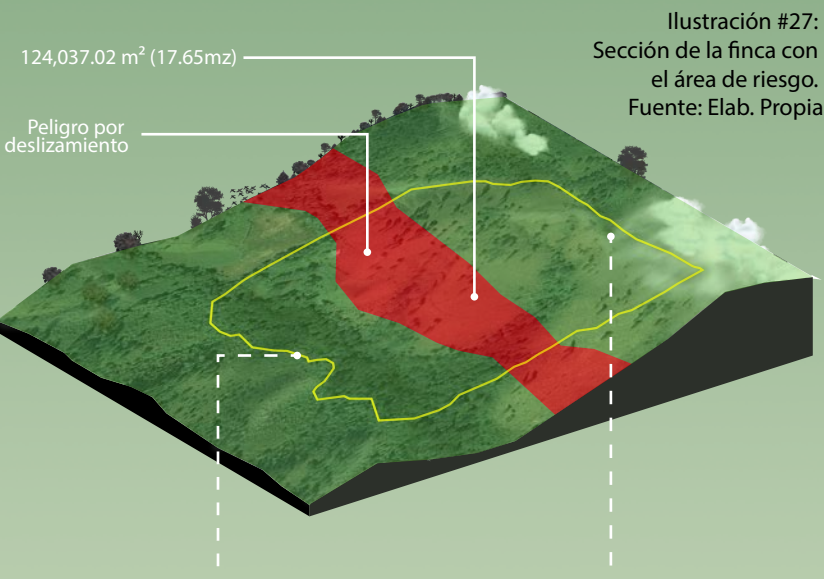 Ilustración #27:
Sección de la finca con
el área de riesgo.
Fuente: Elab. Propia
124,037.02 m² (17.65mz)
Peligro por
deslizamiento